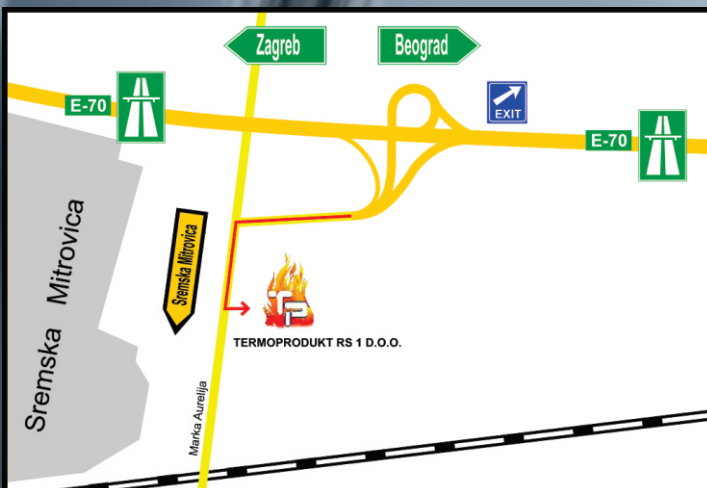 Zagreb
Beograd
E-70
EXIT
E-70
Sremska Mitrovica
Sremska Mitrovica
TP
TERMOPRODUKT RS 1 D.O.O.
Marka Aurelija